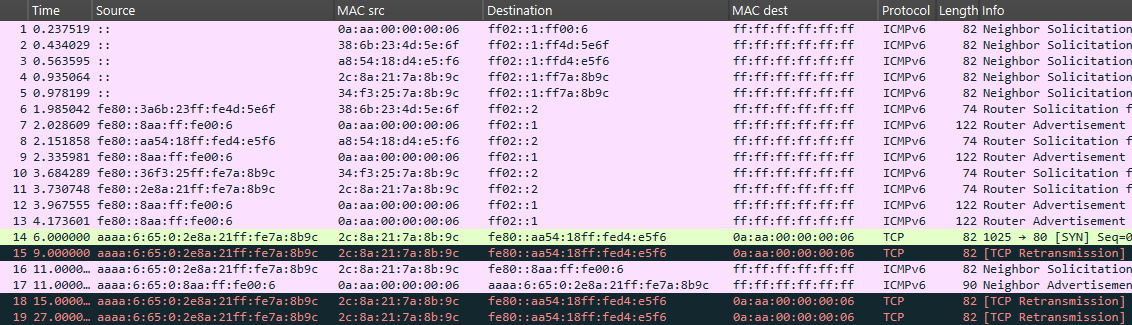 Time Source MAC src Destination MAC dest Protocol Length Info
1 0.237519 :: 0a:aa:00:00:00:06 ff02::1:ff00:6 ff:ff:ff:ff:ff:ff ICMPv6 82 Neighbor Solicitation
2 0.434029 :: 38:6b:23:4d:5e:6f ff02::1:ff4d:5e6f ff:ff:ff:ff:ff:ff ICMPv6 82 Neighbor Solicitation
3 0.563595 :: a8:54:18:d4:e5:f6 ff02::1:ffd4:e5f6 ff:ff:ff:ff:ff:ff ICMPv6 82 Neighbor Solicitation
4 0.935064 :: 2c:8a:21:7a:8b:9c ff02::1:ff7a:8b9c ff:ff:ff:ff:ff:ff ICMPv6 82 Neighbor Solicitation
5 0.978199 :: 34:f3:25:7a:8b:9c ff02::1:ff7a:8b9c ff:ff:ff:ff:ff:ff ICMPv6 82 Neighbor Solicitation
6 1.985042 fe80::3a6b:23ff:fe4d:5e6f 38:6b:23:4d:5e:6f ff02::2 ff:ff:ff:ff:ff:ff ICMPv6 74 Router Solicitation f
7 2.028609 fe80::8aa:ff:fe00:6 0a:aa:00:00:00:06 ff02::1 ff:ff:ff:ff:ff:ff ICMPv6 122 Router Advertisement
8 2.151858 fe80::aa54:18ff:fed4:e5f6 a8:54:18:d4:e5:f6 ff02::2 ff:ff:ff:ff:ff:ff ICMPv6 74 Router Solicitation f
9 2.335981 fe80::8aa:ff:fe00:6 0a:aa:00:00:00:06 ff02::1 ff:ff:ff:ff:ff:ff ICMPv6 122 Router Advertisement
10 3.684289 fe80::36f3:25ff:fe7a:8b9c 34:f3:25:7a:8b:9c ff02::2 ff:ff:ff:ff:ff:ff ICMPv6 74 Router Solicitation f
11 3.730748 fe80::2e8a:21ff:fe7a:8b9c 2c:8a:21:7a:8b:9c ff02::2 ff:ff:ff:ff:ff:ff ICMPv6 74 Router Solicitation f
12 3.967555 fe80::8aa:ff:fe00:6 0a:aa:00:00:00:06 ff02::1 ff:ff:ff:ff:ff:ff ICMPv6 122 Router Advertisement
13 4.173601 fe80::8aa:ff:fe00:6 0a:aa:00:00:00:06 ff02::1 ff:ff:ff:ff:ff:ff ICMPv6 122 Router Advertisement
14 6.000000 aaaa:6:65:0:2e8a:21ff:fe7a:8b9c 2c:8a:21:7a:8b:9c fe80::aa54:18ff:fed4:e5f6 0a:aa:00:00:00:06 TCP 82 1025 → 80 [SYN] Seq=0
15 9.000000 aaaa:6:65:0:2e8a:21ff:fe7a:8b9c 2c:8a:21:7a:8b:9c fe80::aa54:18ff:fed4:e5f6 0a:aa:00:00:00:06 TCP 82 [TCP Retransmission]
16 11.0000… aaaa:6:65:0:2e8a:21ff:fe7a:8b9c 2c:8a:21:7a:8b:9c fe80::8aa:ff:fe00:6 0a:aa:00:00:00:06 ICMPv6 82 Neighbor Solicitation
17 11.0000… aaaa:6:65:0:8aa:ff:fe00:6 2c:8a:21:7a:8b:9c aaaa:6:65:0:2e8a:21ff:fe7a:8b9c 0a:aa:00:00:00:06 ICMPv6 90 Neighbor Advertisemen
18 15.0000… aaaa:6:65:0:2e8a:21ff:fe7a:8b9c 2c:8a:21:7a:8b:9c fe80::aa54:18ff:fed4:e5f6 0a:aa:00:00:00:06 TCP 82 [TCP Retransmission]
19 27.0000… aaaa:6:65:0:2e8a:21ff:fe7a:8b9c 2c:8a:21:7a:8b:9c fe80::aa54:18ff:fed4:e5f6 0a:aa:00:00:00:06 TCP 82 [TCP Retransmission]